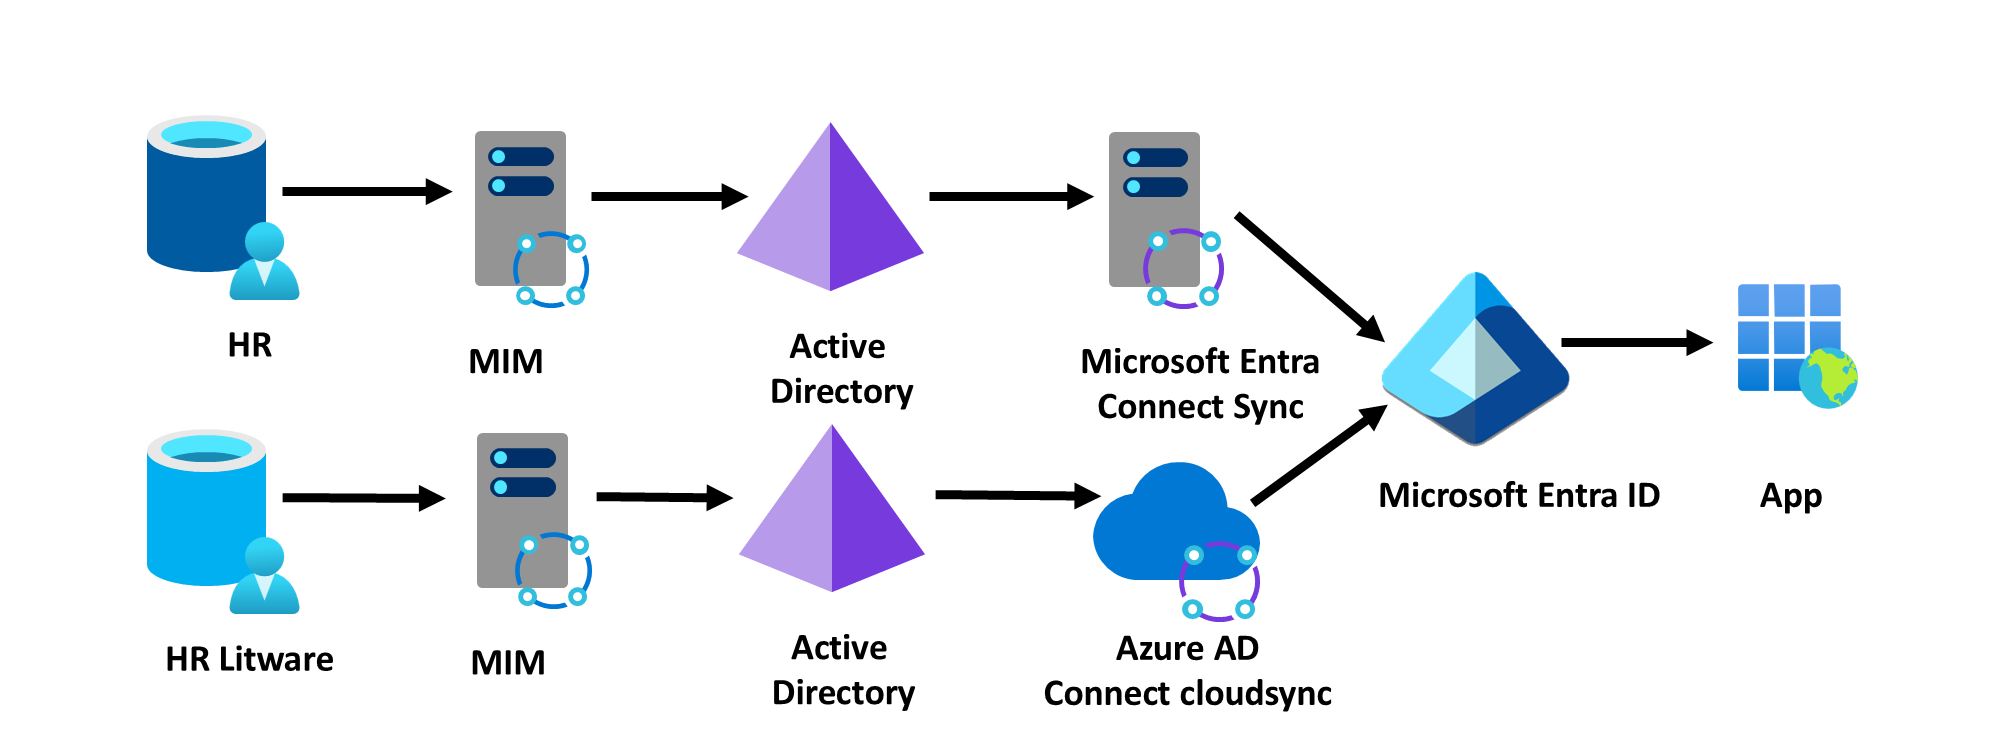 HR
MIM
Active
Directory
Microsoft Entra
Connect Sync
Microsoft Entra ID
App
HR Litware
MIM
Active
Directory
Azure AD
Connect cloudsync